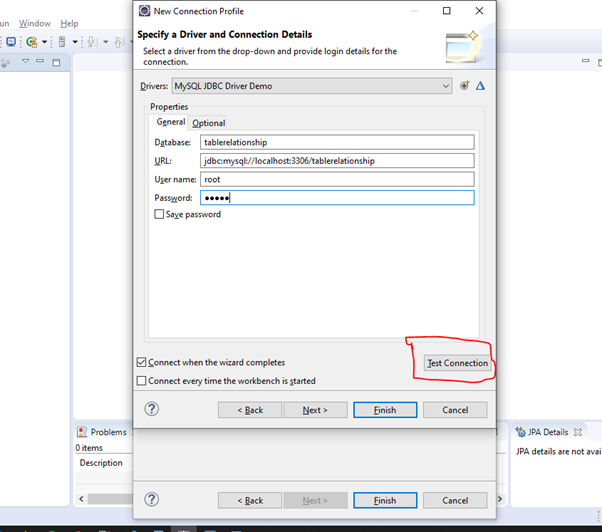 New Connection Profile
un Window Help
Specify a Driver and Connection Details
Select a driver from the drop-down and provide login details for the
connection.
Drivers: MySQL JDBC Driver Demo
Properties
General Optional
Database: tablerelationship
URL: jdbc:mysql://localhost:3306/tablerelationship
User name: root
Password: ●●●●●
Save password
Connect when the wizard completes
Test Connection
Connect every time the workbench is started
? < Back Next > Finish Cancel
Problems
0 items
Description
JPA Details
JPA details are not avai
? < Back Next > Finish Cancel